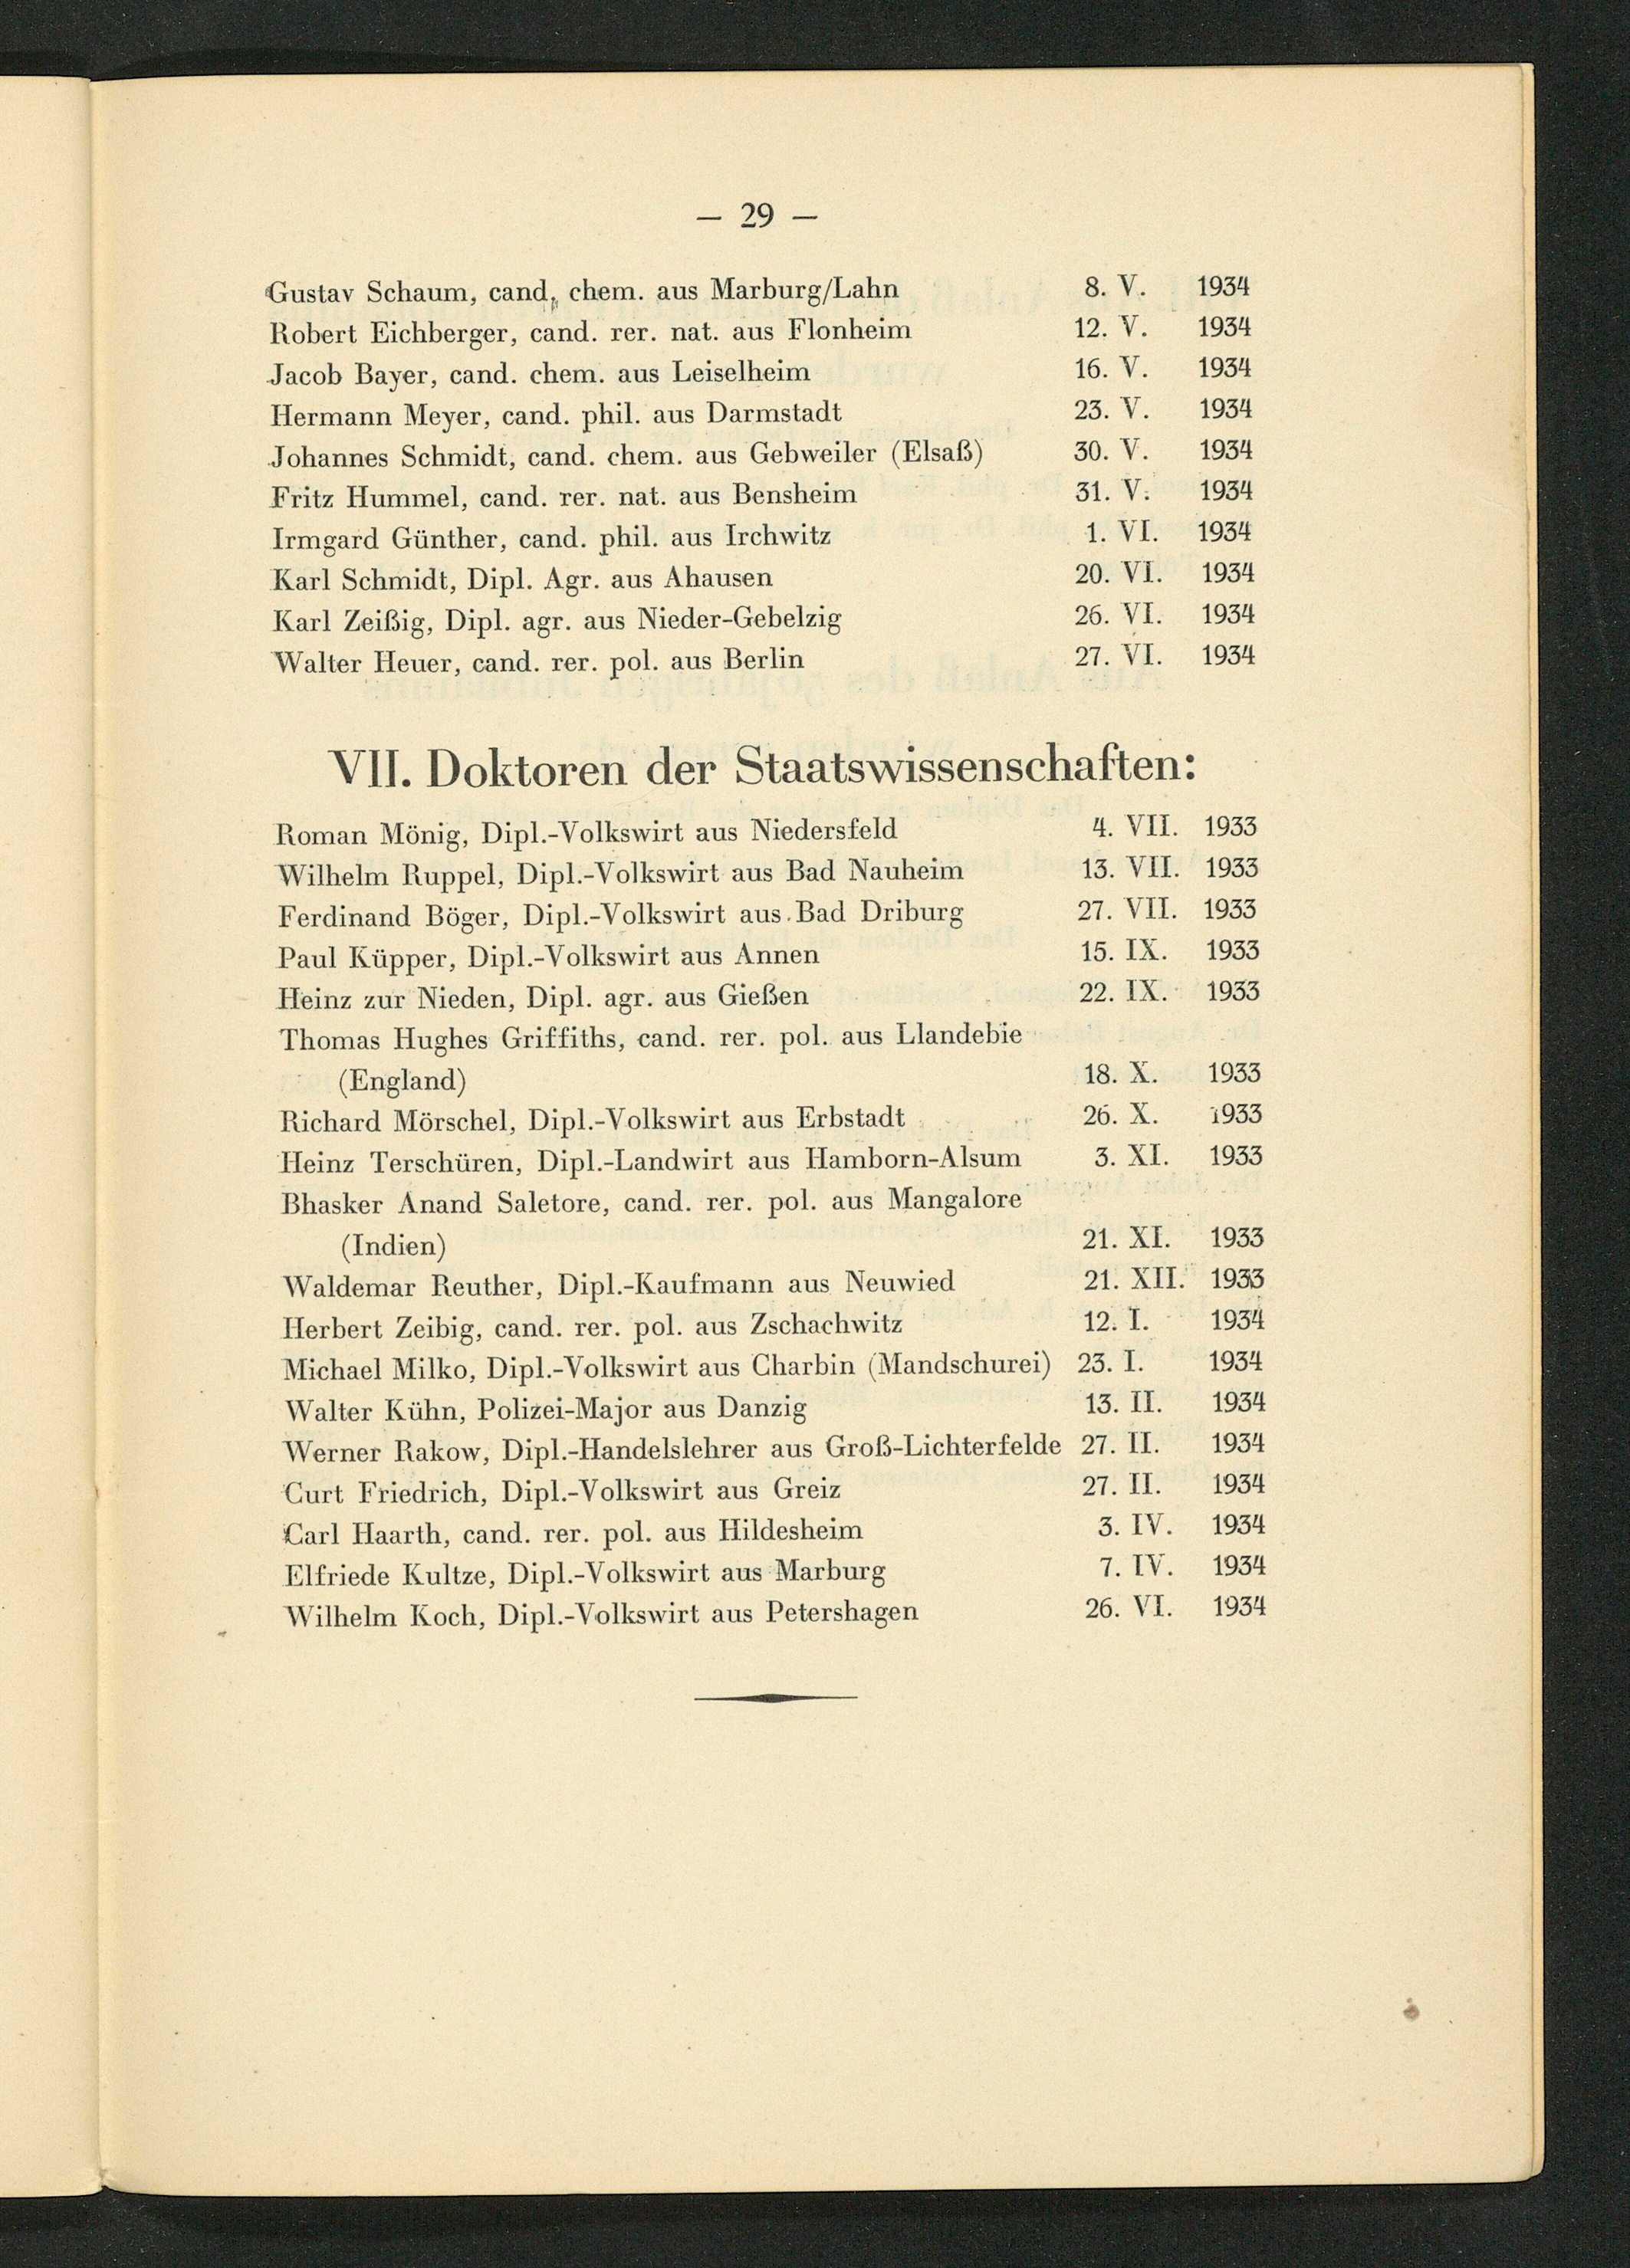 — 29 —
Gustav Schaum, cand, chem. aus Marburg/Lahn 8. V. 1934
Robert Eichberger, cand. rer. nat. aus Flonheim 12. V. 1934
Jacob Bayer, cand. chem. aus Leiselheim 16. V. 1934
Hermann Meyer, cand. phil. aus Darmstadt 23. V. 1934
Johannes Schmidt, cand. chem. aus Gebweiler (Elsaß) 30. V. 1934
Fritz Hummel, cand. rer. nat. aus Bensheim 31. V. 1934
Irmgard Günther, cand. phil. aus Irchwitz 1. VI. 1934
Karl Schmidt, Dipl. Agr. aus Ahausen 20. VI. 1934
Karl Zeißig, Dipl. agr. aus Nieder-Gebelzig 26. VI. 1934
Walter Heuer, cand. rer. pol. aus Berlin 27. VI. 1934
VII. Doktoren der Staatswissenschaften:
Roman Mönig, Dipl.-Volkswirt aus Niedersfeld 4. VII. 1933
Wilhelm Ruppel, Dipl.-Volkswirt aus Bad Nauheim 13. VII. 1933
Ferdinand Böger, Dipl.-Volkswirt aus Bad Driburg 27. VII. 1933
Paul Küpper, Dipl.-Volkswirt aus Annen 15. IX. 1933
Heinz zur Nieden, Dipl. agr. aus Gießen 22. IX. 1933
Thomas Hughes Griffiths, cand. rer. pol. aus Llandebie
(England) 18. X. 1933
Richard Mörschel, Dipl.-Volkswirt aus Erbstadt 26. X. 1933
Heinz Terschüren, Dipl.-Landwirt aus Hamborn-Alsum 3. XI. 1933
Bhasker Anand Saletore, cand. rer. pol. aus Mangalore
(Indien) 21. XI. 1933
Waldemar Reuther, Dipl.-Kaufmann aus Neuwied 21. XII. 1933
Herbert Zeibig, cand. rer. pol. aus Zschachwitz 12. I. 1934
Michael Milko, Dipl.-Volkswirt aus Charbin (Mandschurei) 23. I. 1934
Walter Kühn, Polizei-Major aus Danzig 13. II. 1934
Werner Rakow, Dipl.-Handelslehrer aus Groß-Lichterfelde 27. II. 1934
Curt Friedrich, Dipl.-Volkswirt aus Greiz 27. II. 1934
Carl Haarth, cand. rer. pol. aus Hildesheim 3. IV. 1934
Elfriede Kultze, Dipl.-Volkswirt aus Marburg 7. IV. 1934
Wilhelm Koch, Dipl.-Volkswirt aus Petershagen 26. VI. 1934